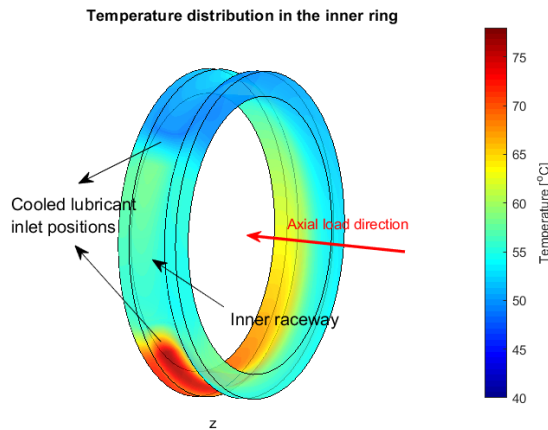 Temperature distribution in the inner ring
Cooled lubricant
inlet positions
Axial load direction
Inner raceway
z
75
70
65
60
55
50
45
40
Temperature [°C]